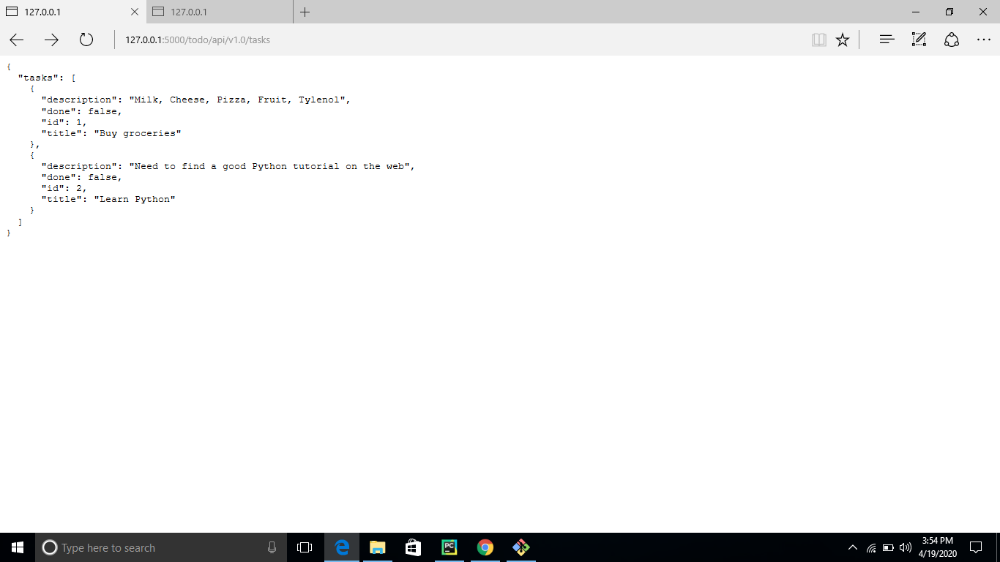 127.0.0.1
127.0.0.1
127.0.0.1:5000/todo/api/v1.0/tasks
{
  "tasks": [
    {
      "description": "Milk, Cheese, Pizza, Fruit, Tylenol",
      "done": false,
      "id": 1,
      "title": "Buy groceries"
    },
    {
      "description": "Need to find a good Python tutorial on the web",
      "done": false,
      "id": 2,
      "title": "Learn Python"
    }
  ]
}
Type here to search
PC
3:54 PM
4/19/2020